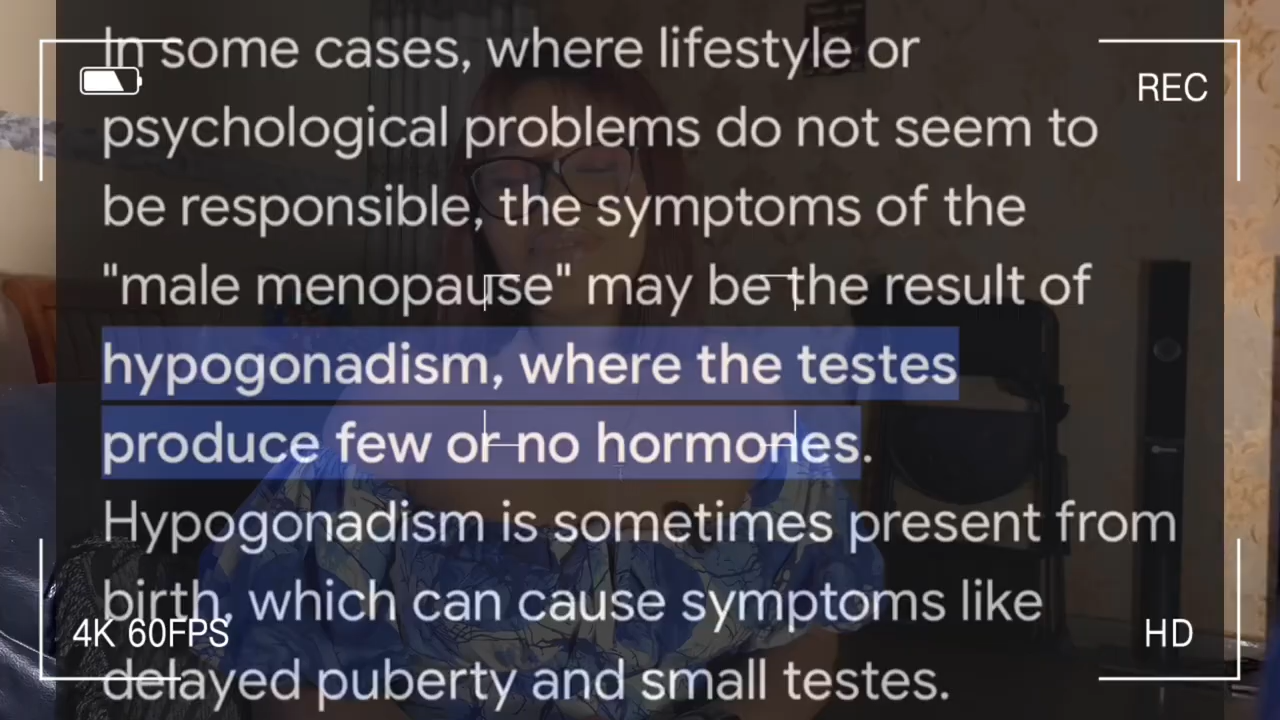 In some cases, where lifestyle or
REC
psychological problems do not seem to
be responsible, the symptoms of the
"male menopause" may be the result of
hypogonadism, where the testes
produce few or no hormones.
Hypogonadism is sometimes present from
birth, which can cause symptoms like
4K 60FPS
HD
delayed puberty and small testes.